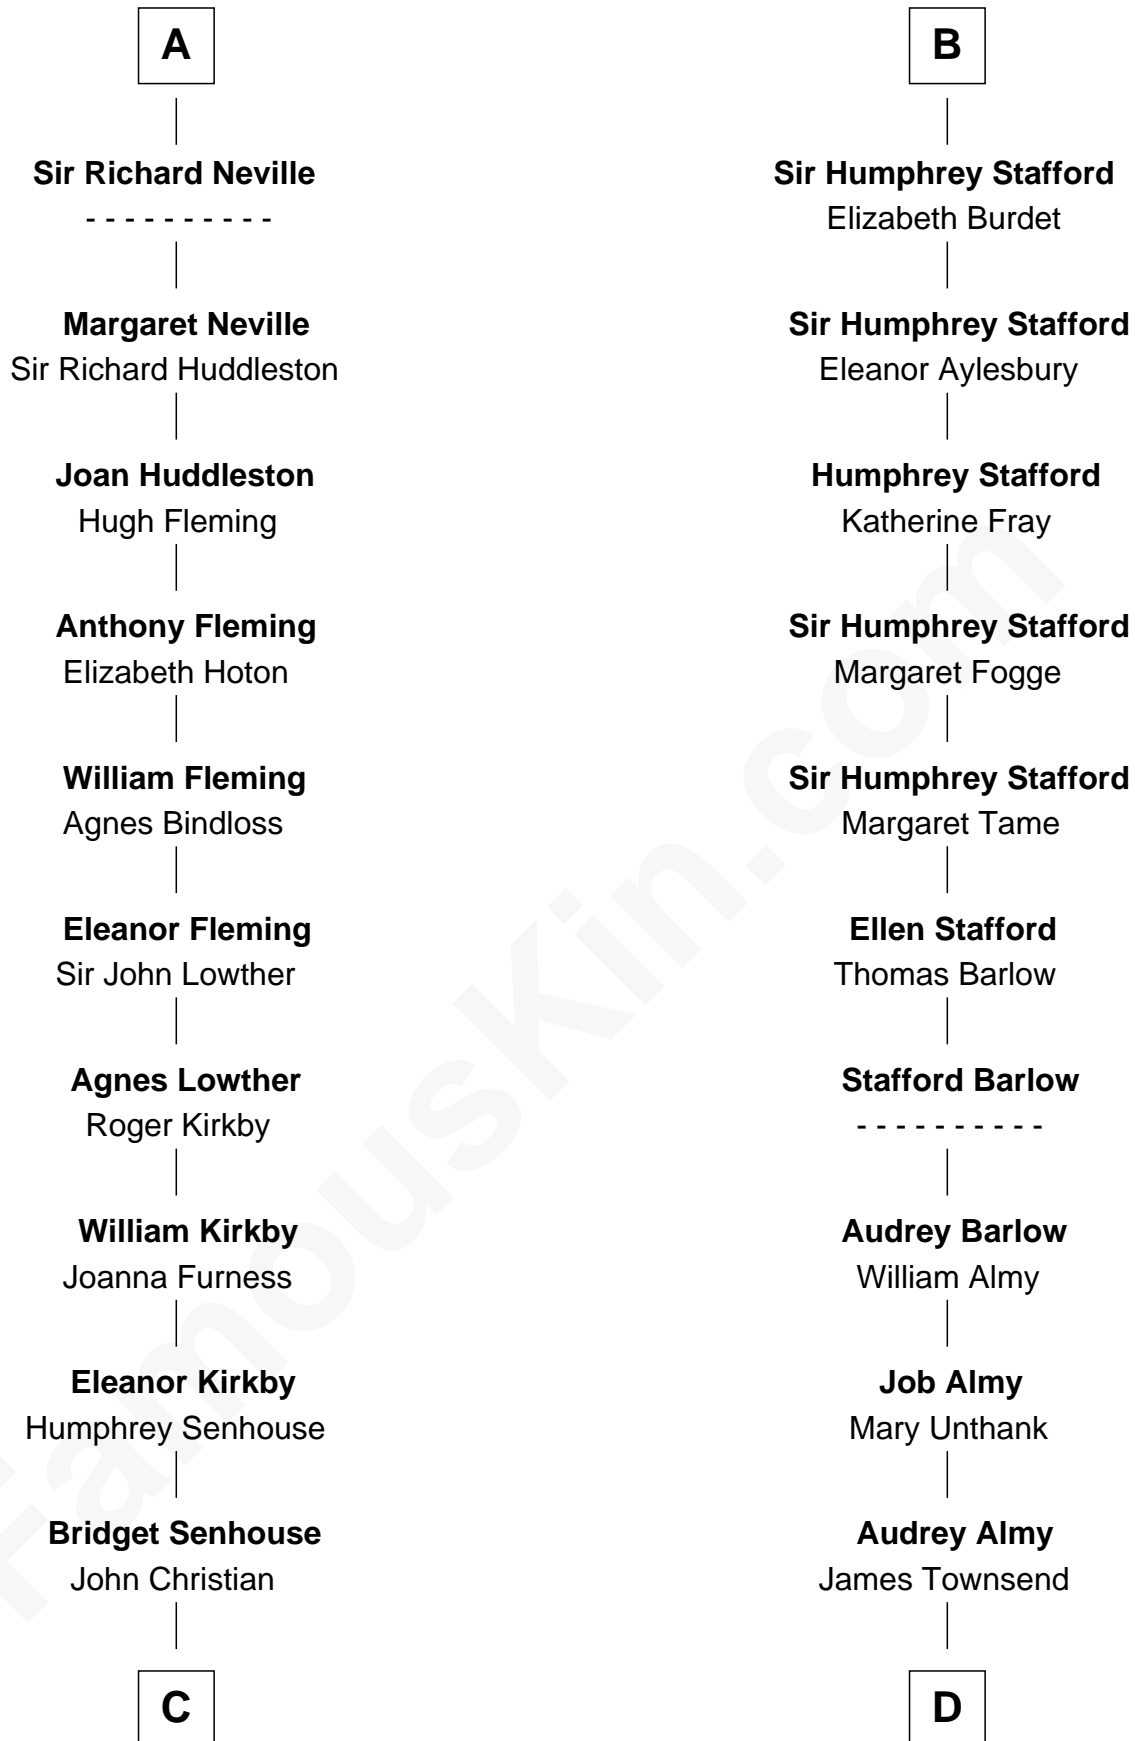 A
Sir Richard Neville
- - - - - - - - - -
Margaret Neville
Sir Richard Huddleston
Joan Huddleston
Hugh Fleming
Anthony Fleming
Elizabeth Hoton
William Fleming
Agnes Bindloss
Eleanor Fleming
Sir John Lowther
Agnes Lowther
Roger Kirkby
William Kirkby
Joanna Furness
Eleanor Kirkby
Humphrey Senhouse
Bridget Senhouse
John Christian
C
B
Sir Humphrey Stafford
Elizabeth Burdet
Sir Humphrey Stafford
Eleanor Aylesbury
Humphrey Stafford
Katherine Fray
Sir Humphrey Stafford
Margaret Fogge
Sir Humphrey Stafford
Margaret Tame
Ellen Stafford
Thomas Barlow
Stafford Barlow
- - - - - - - - - -
Audrey Barlow
William Almy
Job Almy
Mary Unthank
Audrey Almy
James Townsend
D
FamousKin.com